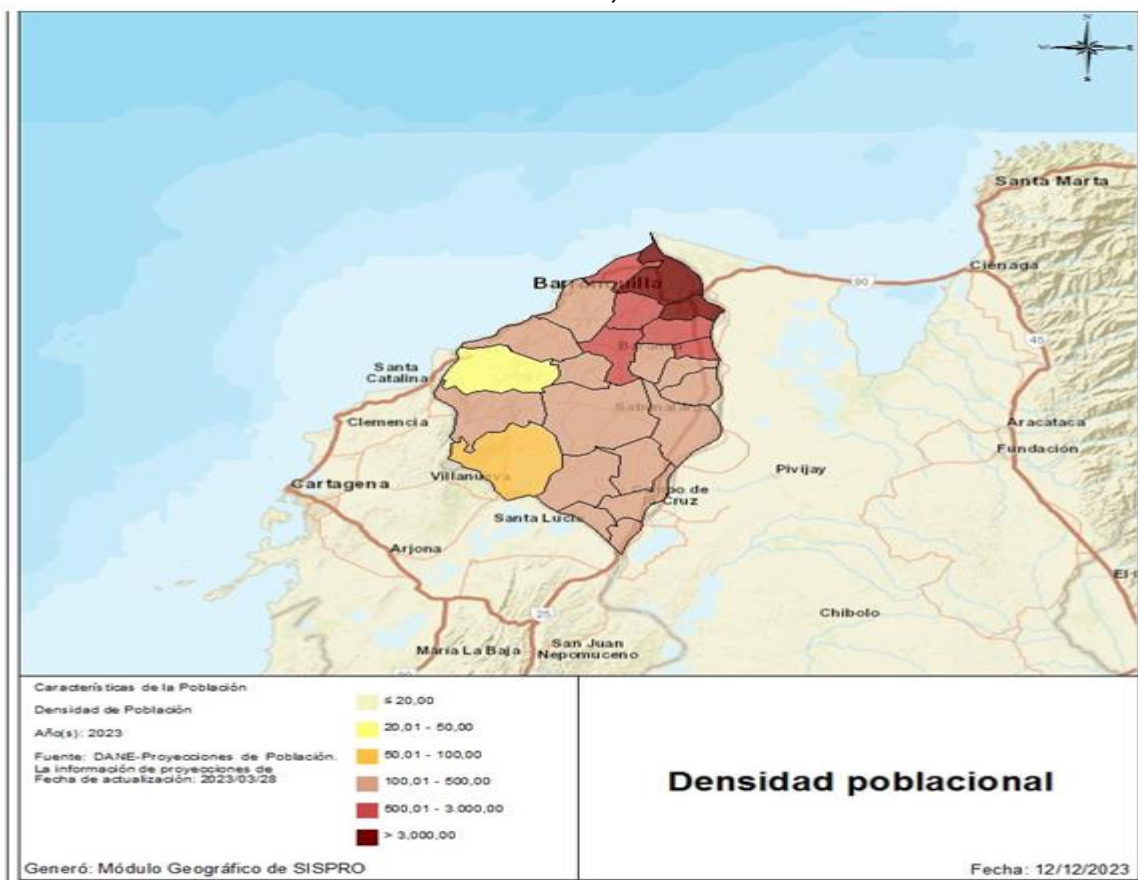 N
W
E
S
Santa Marta
Ciénaga
Barranquilla
90
45
Santa
Catalina
Clemencia
Aracataca
Fundación
Pivijay
Villanueva
Cartagena
Cruz
Santa Lucía
Arjona
Chibolo
25
San Juan
Nepomuceno
María La Baja
Características de la Población
Densidad de Población
Año(s): 2023
Fuente: DANE-Proyecciones de Población.
La información de proyecciones de
Fecha de actualización: 2023/03/28
≤ 20,00
20,01 - 50,00
50,01 - 100,00
100,01 - 500,00
500,01 - 3.000,00
> 3,000,00
Densidad poblacional
Generó: Módulo Geográfico de SISPRO
Fecha: 12/12/2023